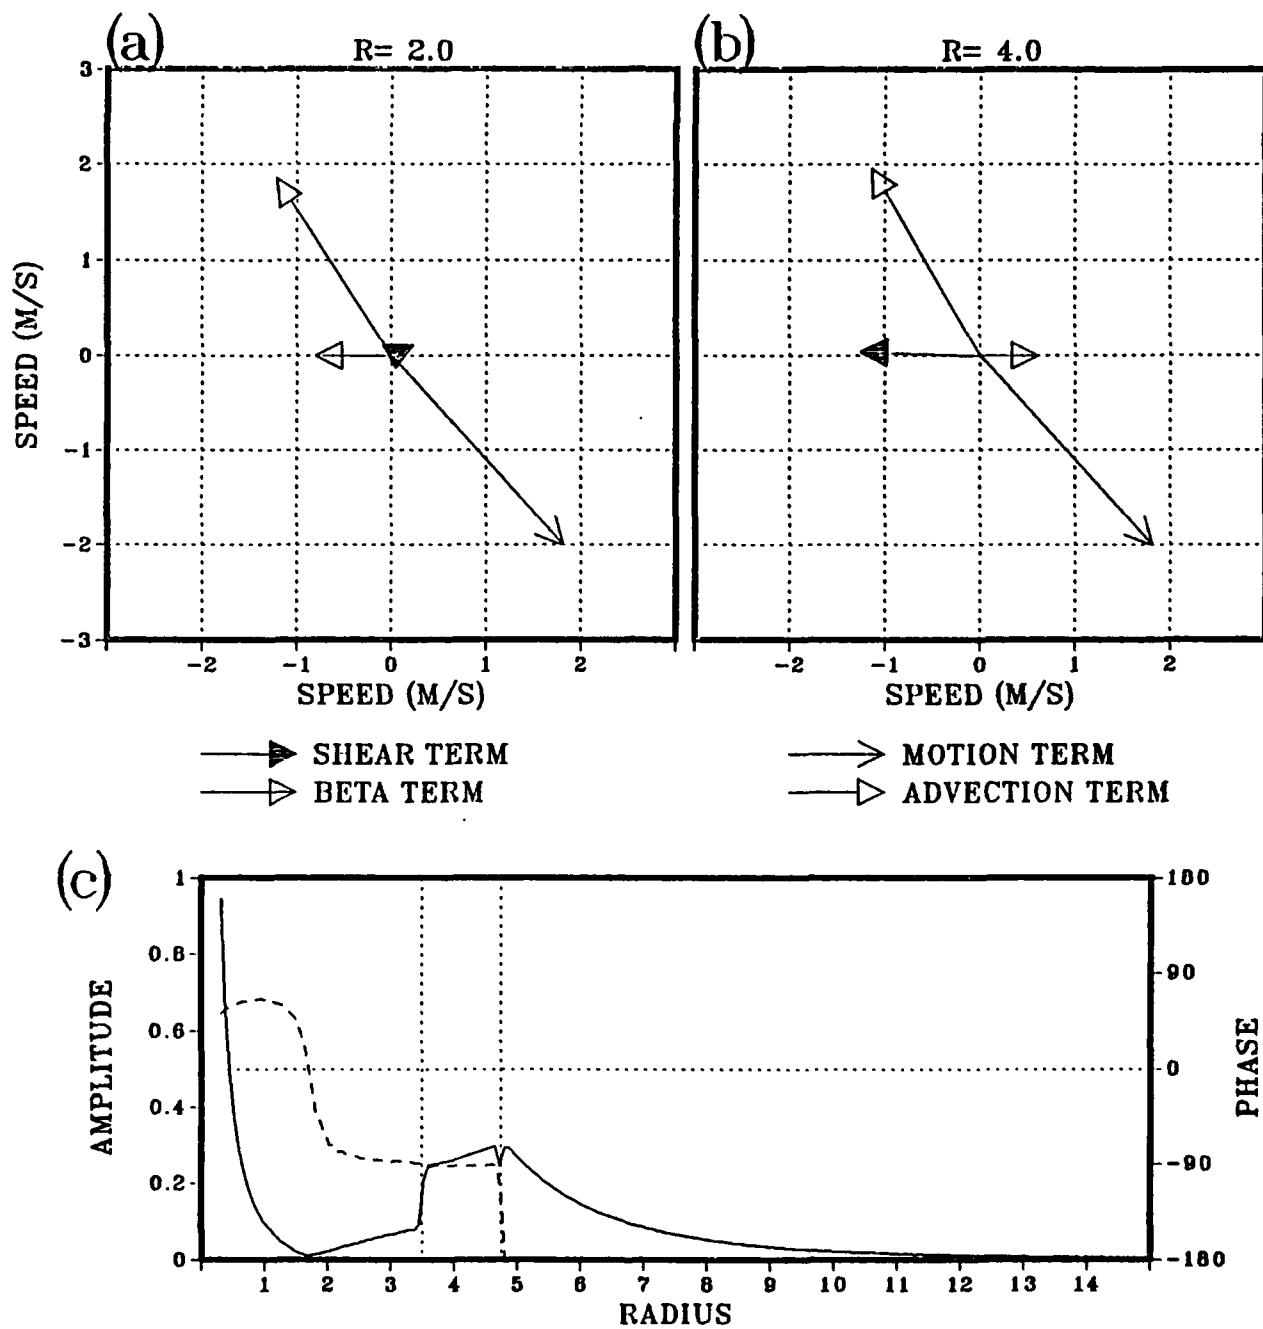 (a)
R= 2.0
(b)
R= 4.0
3
2
1
0
-1
-2
-3
SPEED (M/S)
-2 -1 0 1 2
SPEED (M/S)
-2 -1 0 1 2
SPEED (M/S)
SHEAR TERM
BETA TERM
MOTION TERM
ADVECTION TERM
(c)
1
0.8
0.6
0.4
0.2
0
AMPLITUDE
180
90
0
-90
-180
PHASE
1 2 3 4 5 6 7 8 9 10 11 12 13 14
RADIUS